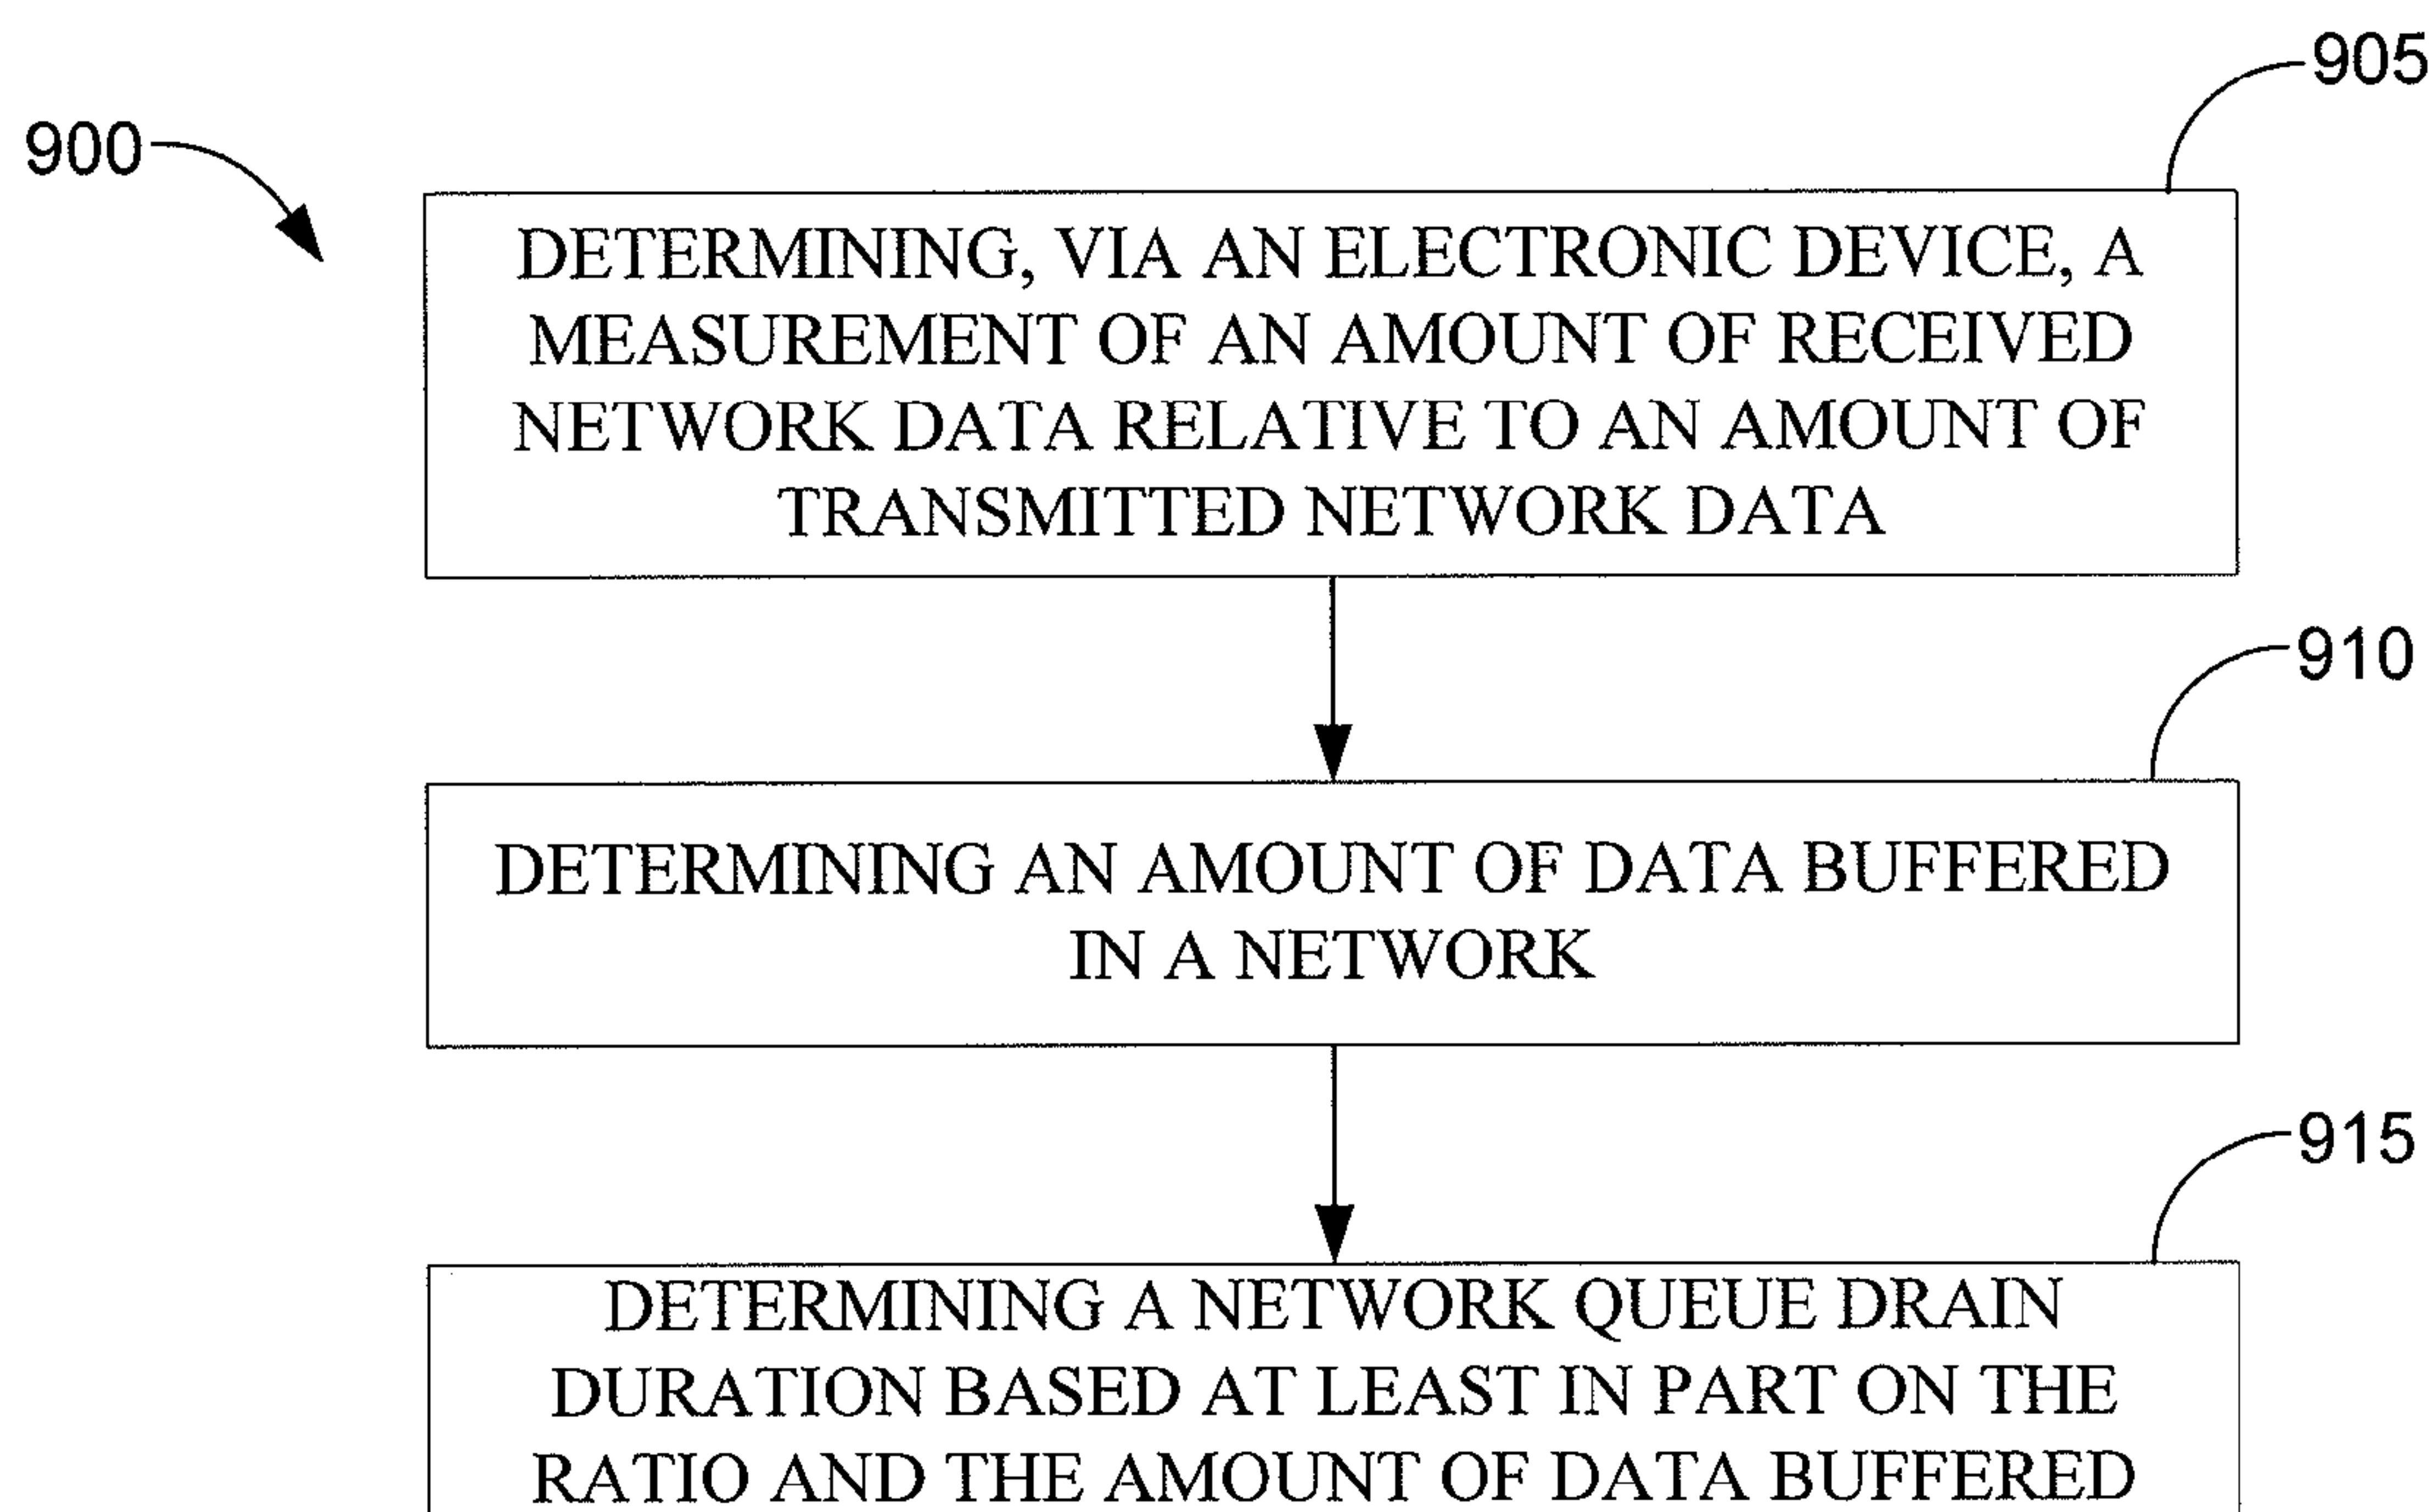 905
900
DETERMINING, VIA AN ELECTRONIC DEVICE, A
MEASUREMENT OF AN AMOUNT OF RECEIVED
NETWORK DATA RELATIVE TO AN AMOUNT OF
TRANSMITTED NETWORK DATA
910
DETERMINING AN AMOUNT OF DATA BUFFERED
IN A NETWORK
915
DETERMINING A NETWORK QUEUE DRAIN
DURATION BASED AT LEAST IN PART ON THE
RATIO AND THE AMOUNT OF DATA BUFFERED